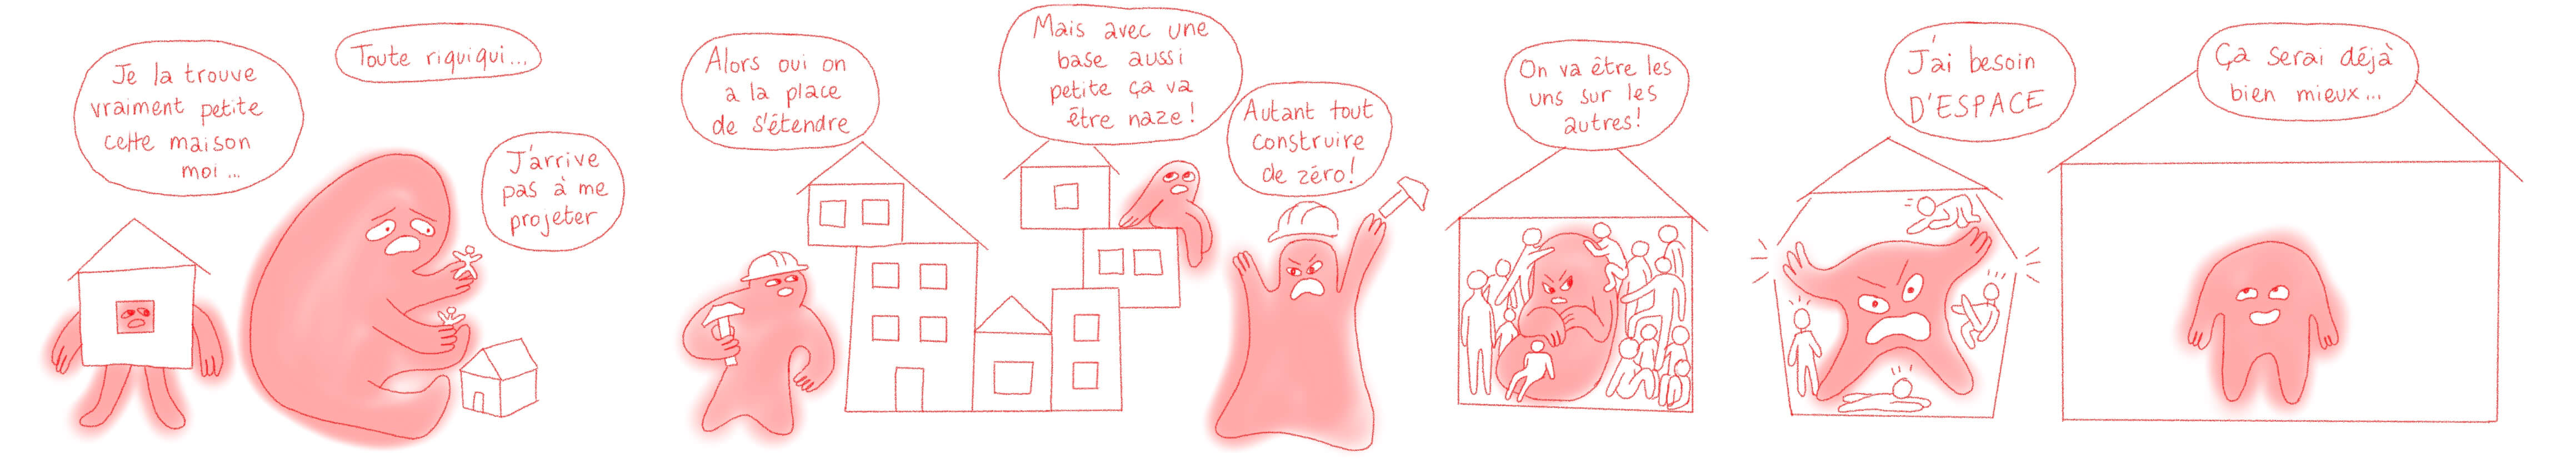 Je la trouve
vraiment petite
cette maison
moi...
Toute riquiqui...
J'arrive
pas à me
projeter
Alors oui on
a la place
de s'étendre
Mais avec une
base aussi
petite ça va
être naze!
Autant tout
construire
de zéro!
On va être les
uns sur les
autres!
J'ai besoin
D'ESPACE
Ça serai déjà
bien mieux...